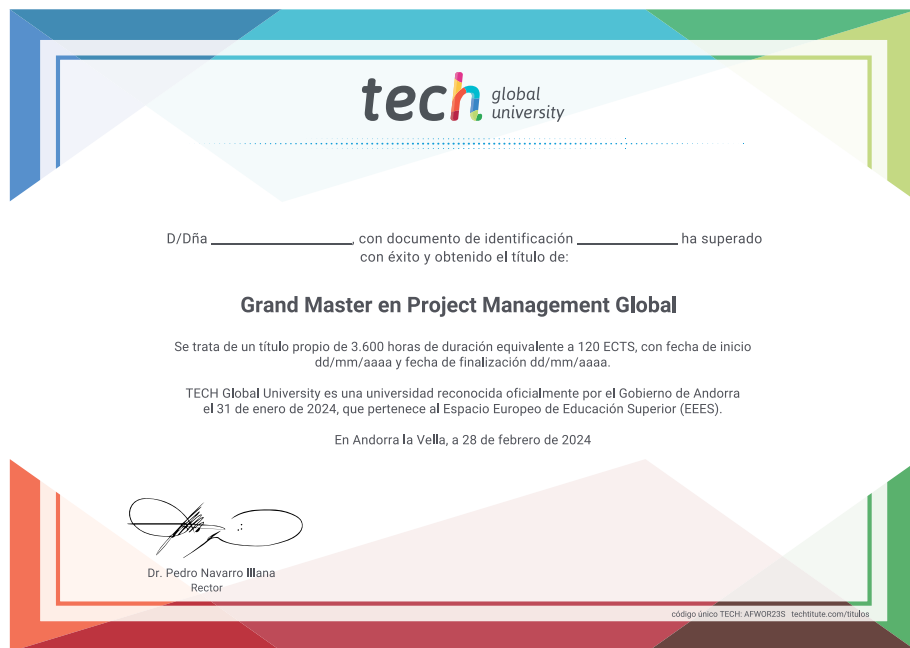 tech global university
D/Dña ____________, con documento de identificación ____________ ha superado
con éxito y obtenido el título de:
Grand Master en Project Management Global
Se trata de un título propio de 3.600 horas de duración equivalente a 120 ECTS, con fecha de inicio
dd/mm/aaaa y fecha de finalización dd/mm/aaaa.
TECH Global University es una universidad reconocida oficialmente por el Gobierno de Andorra
el 31 de enero de 2024, que pertenece al Espacio Europeo de Educación Superior (EEES).
En Andorra la Vella, a 28 de febrero de 2024
Dr. Pedro Navarro Illana
Rector
código único TECH: AFWOR23S techtitute.com/titulos